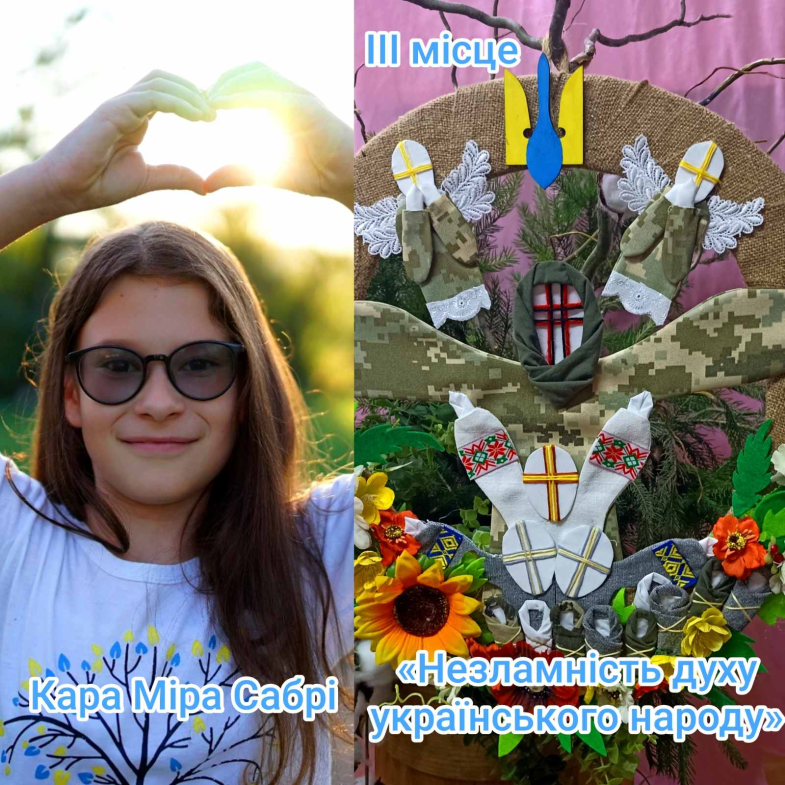 III місце
Кара Міра Сабрі
«Незламність духу
українського народу»